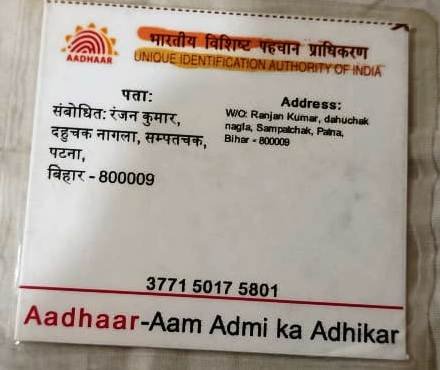 AADHAAR
भारतीय विशिष्ट पहचान प्राधिकरण
UNIQUE IDENTIFICATION AUTHORITY OF INDIA
पता:
संबोधित: रंजन कुमार,
दहुचक नागला, सम्पतचक,
पटना,
बिहार - 800009
Address:
W/O: Ranjan Kumar, dahuchak
nagla, Sampatchak, Patna,
Bihar - 800009
3771 5017 5801
Aadhaar-Aam Admi ka Adhikar